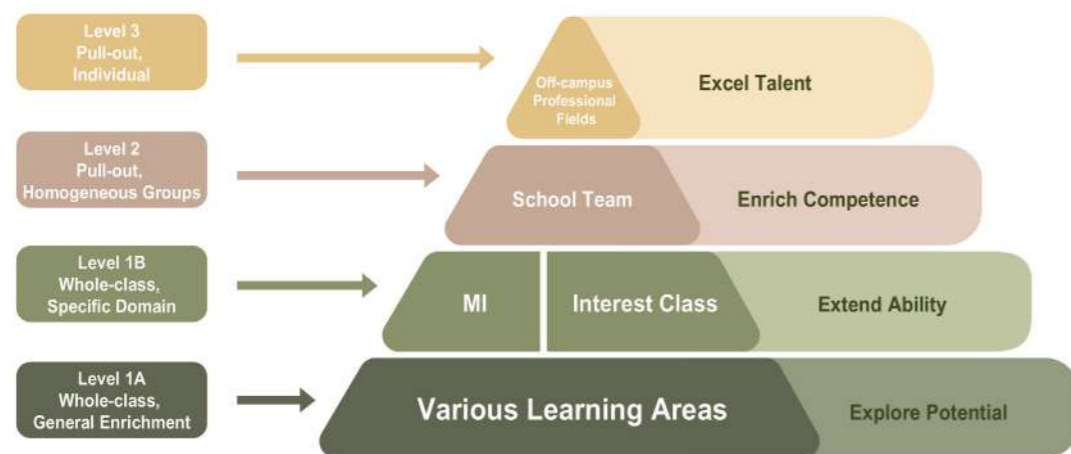 Level 3
Pull-out,
Individual
Off-campus
Professional
Fields
Excel Talent
Level 2
Pull-out,
Homogeneous Groups
School Team
Enrich Competence
Level 1B
Whole-class,
Specific Domain
MI
Interest Class
Extend Ability
Level 1A
Whole-class,
General Enrichment
Various Learning Areas
Explore Potential